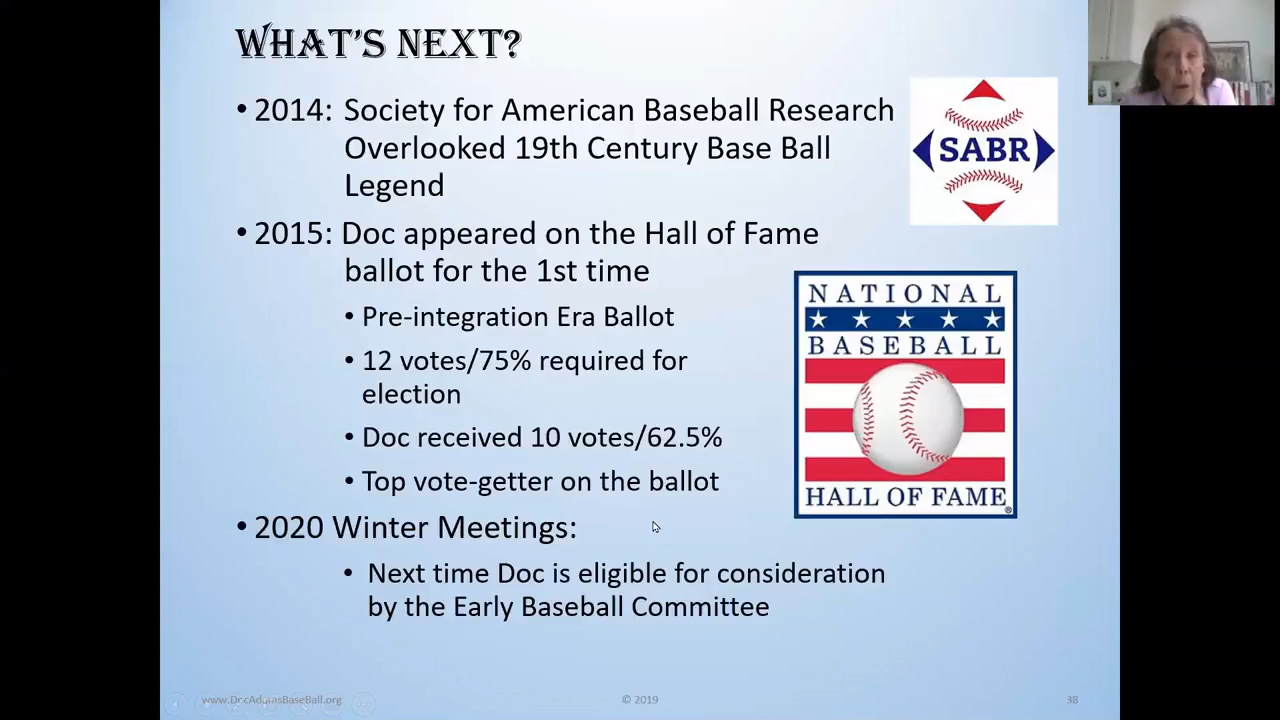 WHAT'S NEXT?
• 2014: Society for American Baseball Research
Overlooked 19th Century Base Ball
Legend
SABR
• 2015: Doc appeared on the Hall of Fame
ballot for the 1st time
• Pre-integration Era Ballot
• 12 votes/75% required for
election
• Doc received 10 votes/62.5%
• Top vote-getter on the ballot
NATIONAL
BASEBALL
HALL OF FAME®
• 2020 Winter Meetings:
• Next time Doc is eligible for consideration
by the Early Baseball Committee
www.DocAdamsBaseBall.org
© 2019
38